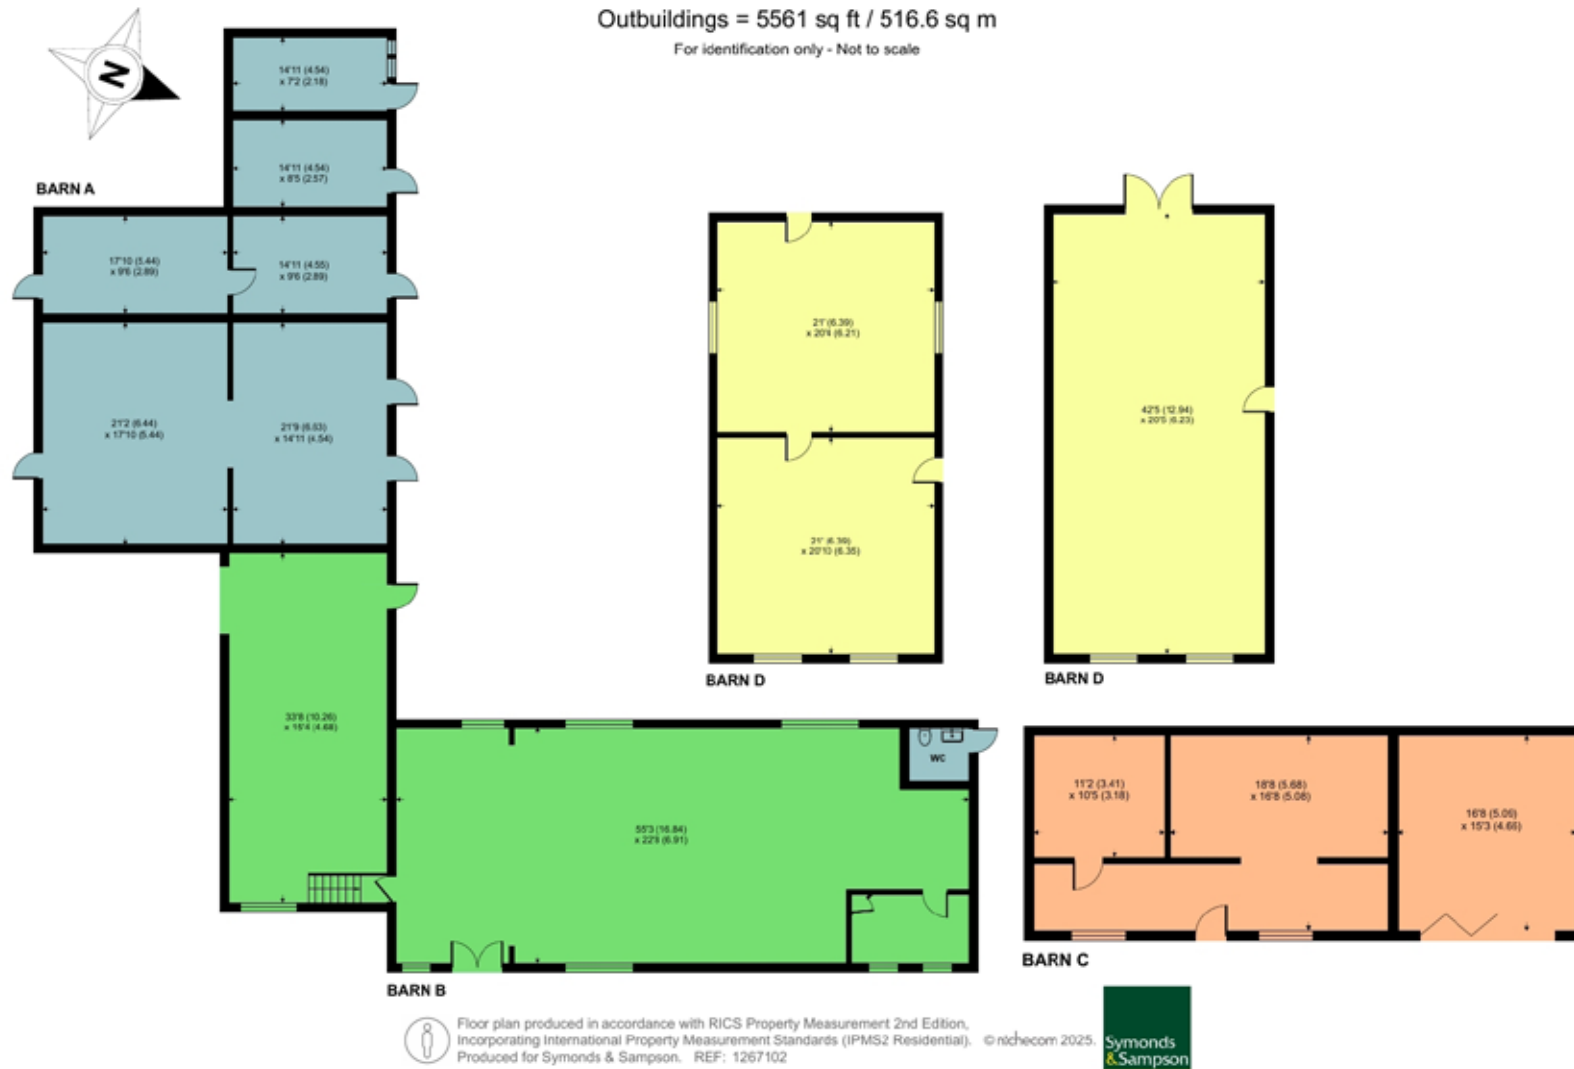 Outbuildings = 5561 sq ft / 516.6 sq m
For identification only - Not to scale
N
14'11 (4.54)
x 7'2 (2.18)
14'11 (4.54)
x 8'5 (2.57)
BARN A
17'10 (5.44)
x 9'6 (2.89)
14'11 (4.55)
x 9'6 (2.89)
21'2 (6.44)
x 17'10 (5.44)
21'9 (6.53)
x 14'11 (4.54)
21' (6.39)
x 20'4 (6.21)
21' (6.39)
x 20'10 (6.35)
BARN D
42'5 (12.94)
x 20'5 (6.23)
BARN D
33'8 (10.26)
x 15'4 (4.68)
55'3 (16.84)
x 22'8 (6.91)
WC
BARN B
11'2 (3.41)
x 10'5 (3.18)
18'8 (5.68)
x 16'8 (5.08)
16'8 (5.09)
x 15'3 (4.66)
BARN C
Floor plan produced in accordance with RICS Property Measurement 2nd Edition,
Incorporating International Property Measurement Standards (IPMS2 Residential). © nichecom 2025.
Produced for Symonds & Sampson. REF: 1267102
Symonds
&Sampson